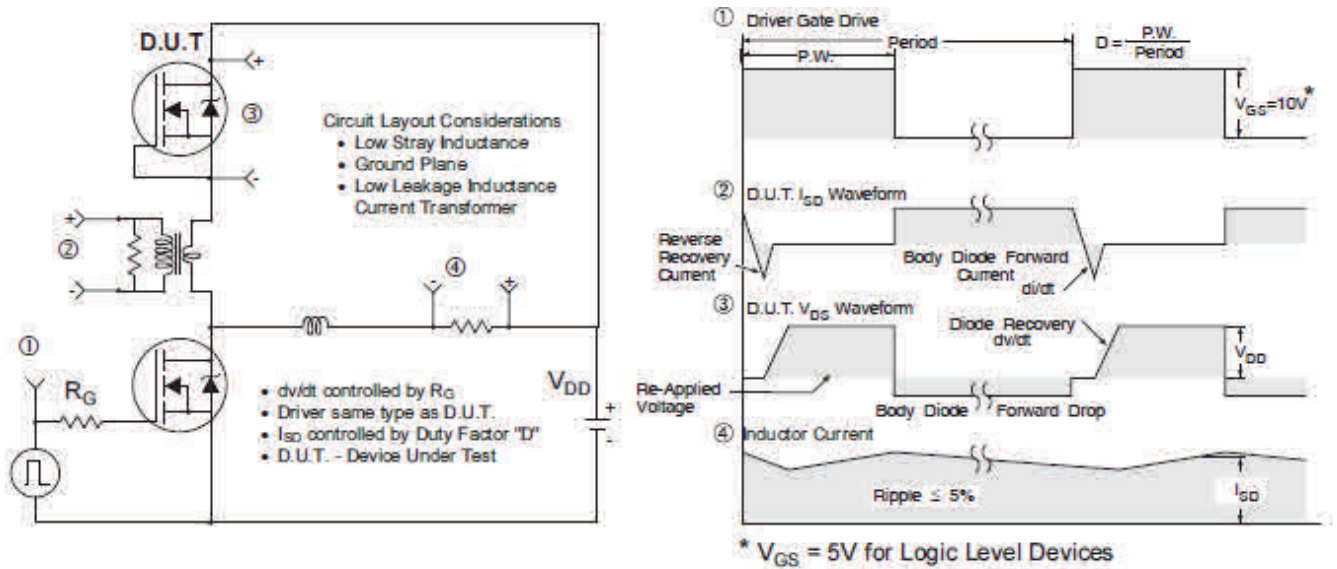 D.U.T
+
③
-
Circuit Layout Considerations
• Low Stray Inductance
• Ground Plane
• Low Leakage Inductance
Current Transformer
+
②
-
④
- +
①
RG
VDD
+
-
• dv/dt controlled by RG
• Driver same type as D.U.T.
• ISD controlled by Duty Factor "D"
• D.U.T. - Device Under Test
① Driver Gate Drive
Period
P.W.
D = P.W.
Period
VGS=10V*
② D.U.T. ISD Waveform
Reverse
Recovery
Current
Body Diode Forward
Current
di/dt
③ D.U.T. VDS Waveform
Diode Recovery
dv/dt
VDD
Re-Applied
Voltage
Body Diode Forward Drop
④ Inductor Current
Ripple ≤ 5%
ISD
* VGS = 5V for Logic Level Devices